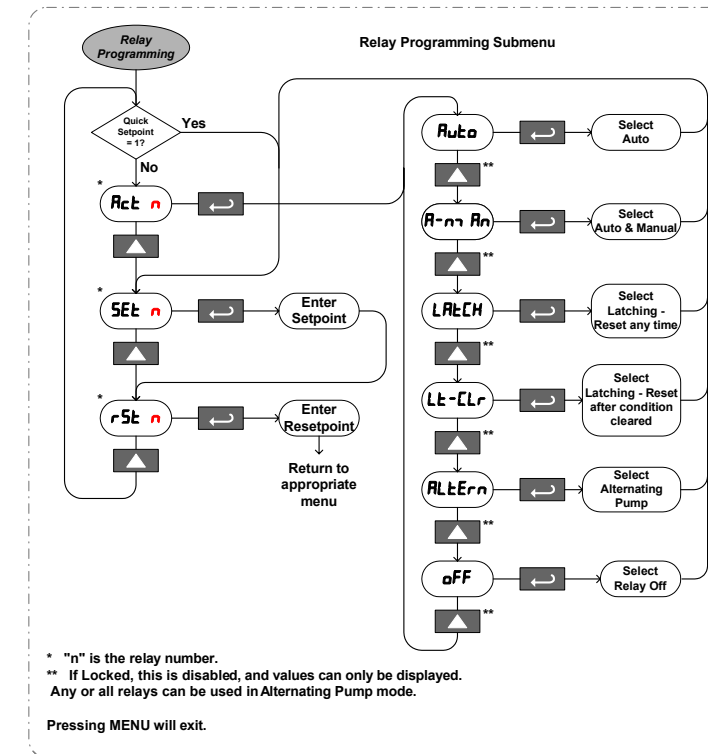 Relay
Programming
Relay Programming Submenu
Quick
Setpoint
= 1?
Yes
No
* Act n
* SEt n
Enter
Setpoint
* rSt n
Enter
Resetpoint
Return to
appropriate
menu
Auto
Select
Auto
**
A-mAn
Select
Auto & Manual
**
LAtCH
Select
Latching -
Reset any time
**
Lt-CLr
Select
Latching - Reset
after condition
cleared
**
ALtErn
Select
Alternating
Pump
**
oFF
Select
Relay Off
**
* "n" is the relay number.
** If Locked, this is disabled, and values can only be displayed.
Any or all relays can be used in Alternating Pump mode.
Pressing MENU will exit.